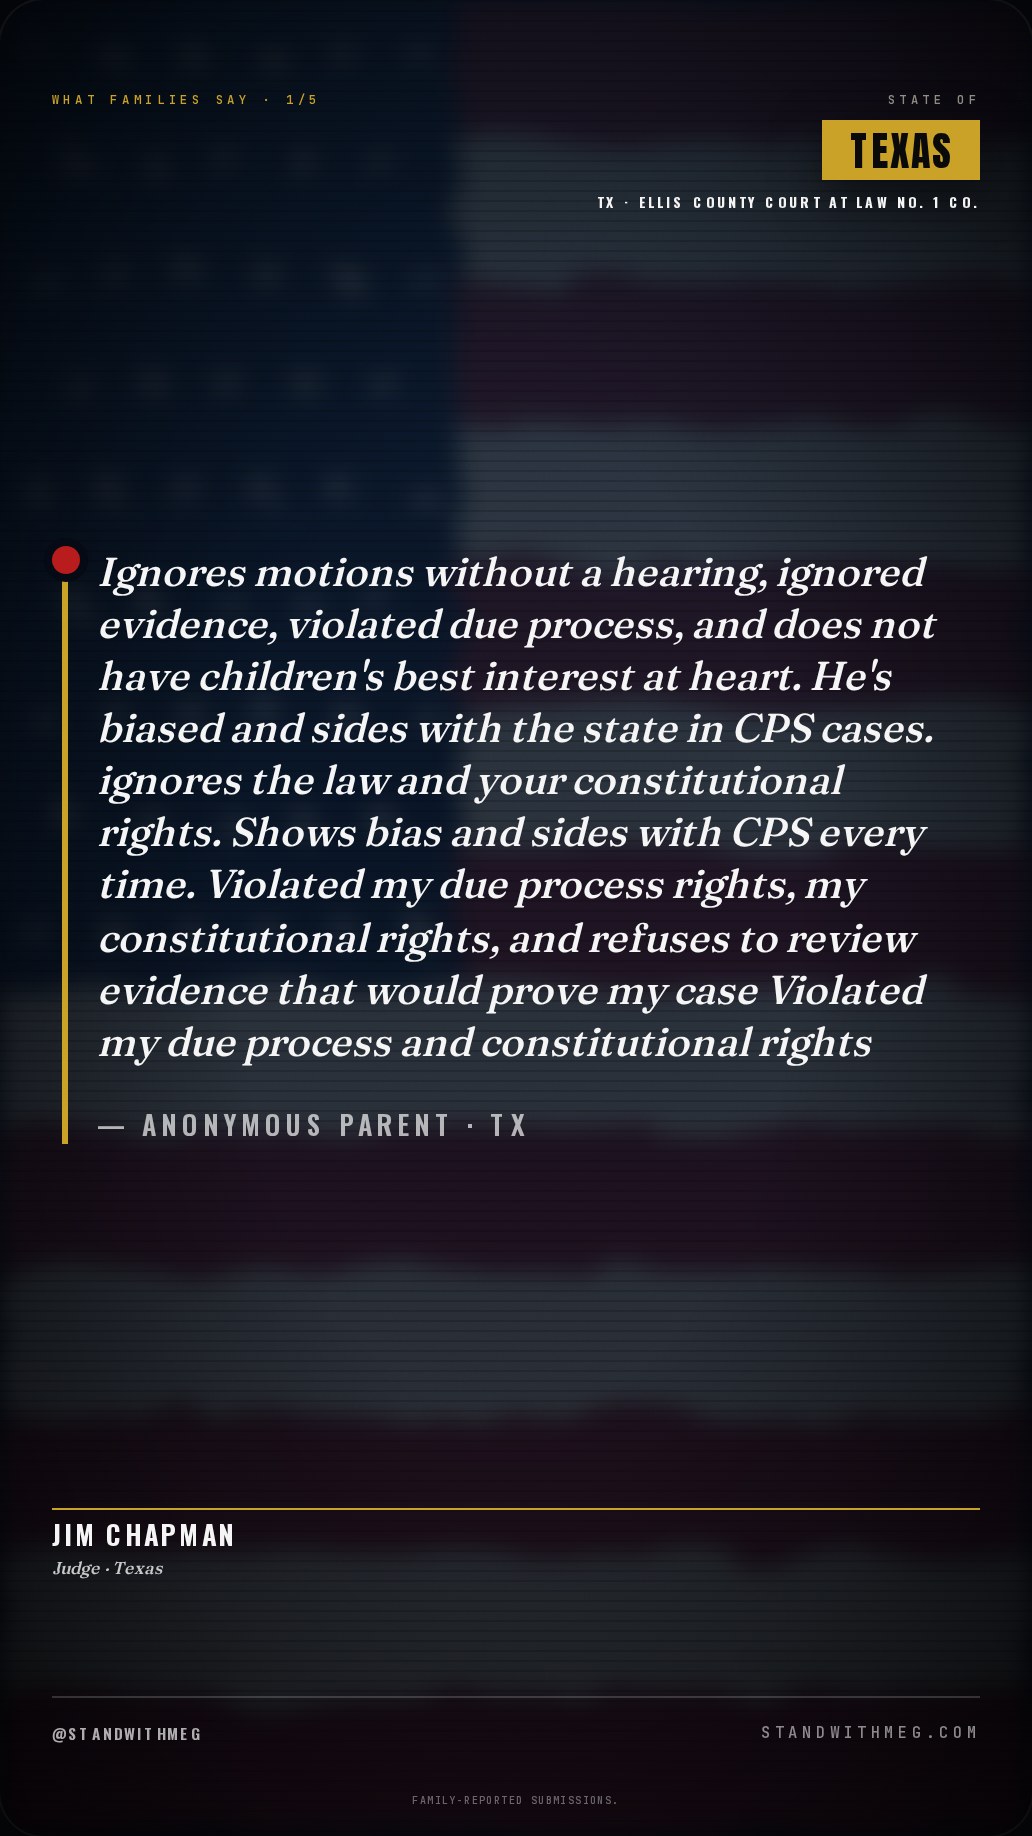 WHAT FAMILIES SAY · 1/5
STATE OF
TEXAS
TX · ELLIS COUNTY COURT AT LAW NO. 1 CO.
Ignores motions without a hearing, ignored
evidence, violated due process, and does not
have children's best interest at heart. He's
biased and sides with the state in CPS cases.
ignores the law and your constitutional
rights. Shows bias and sides with CPS every
time. Violated my due process rights, my
constitutional rights, and refuses to review
evidence that would prove my case Violated
my due process and constitutional rights
— ANONYMOUS PARENT · TX
JIM CHAPMAN
Judge · Texas
@STANDWITHMEG
STANDWITHMEG.COM
FAMILY-REPORTED SUBMISSIONS.